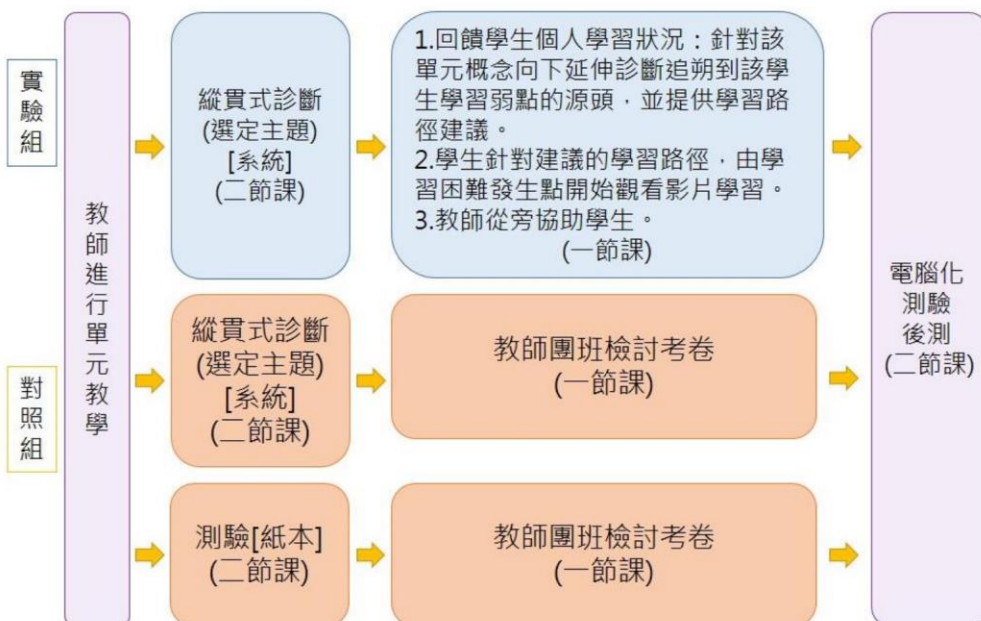 實驗組
教師進行單元教學
縱貫式診斷
(選定主題)
[系統]
(二節課)
1.回饋學生個人學習狀況：針對該
單元概念向下延伸診斷追朔到該學
生學習弱點的源頭，並提供學習路
徑建議。
2.學生針對建議的學習路徑，由學
習困難發生點開始觀看影片學習。
3.教師從旁協助學生。
(一節課)
對照組
縱貫式診斷
(選定主題)
[系統]
(二節課)
教師團班檢討考卷
(一節課)
測驗[紙本]
(二節課)
教師團班檢討考卷
(一節課)
電腦化
測驗
後測
(二節課)